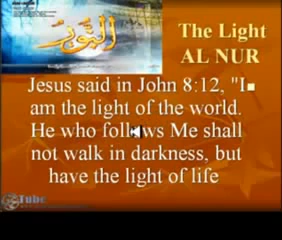 النور
The Light
AL NUR
Jesus said in John 8:12, "I
am the light of the world.
He who follows Me shall
not walk in darkness, but
have the light of life
Tube